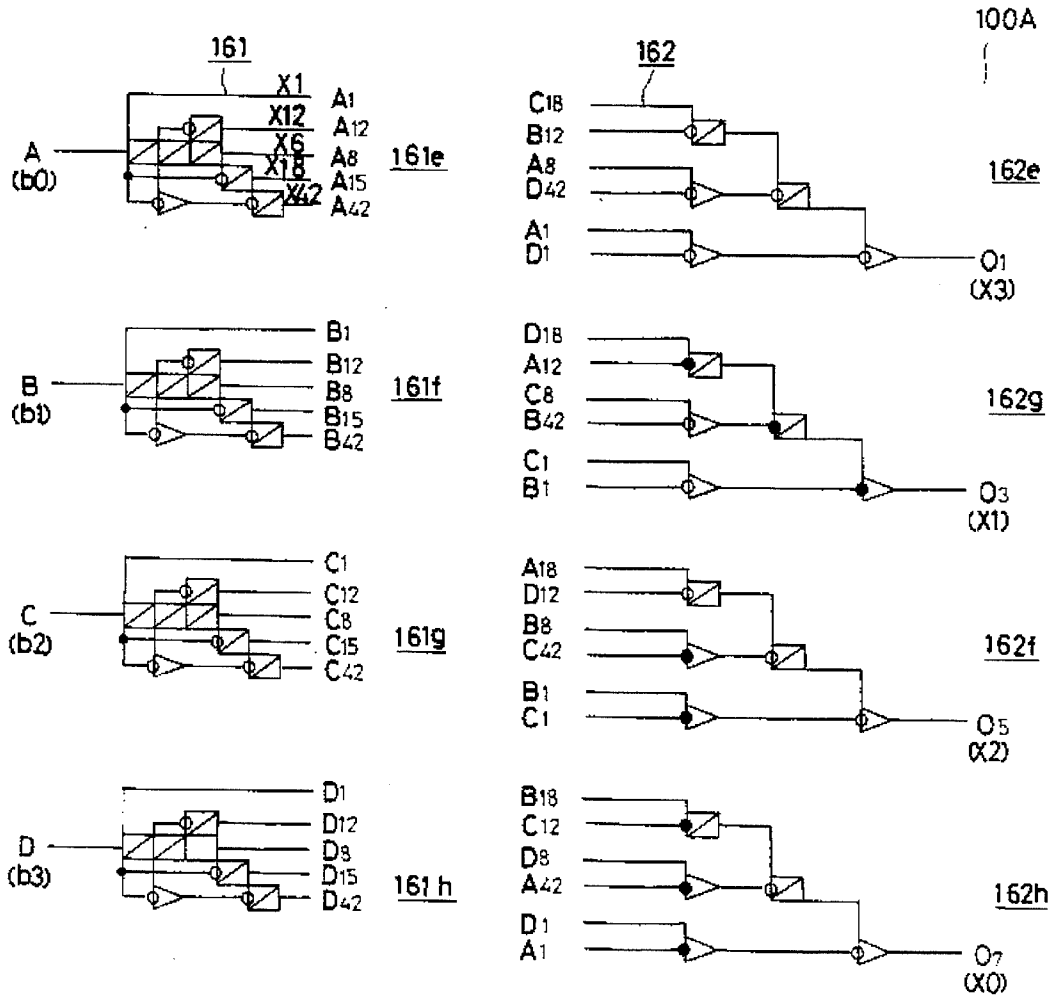 100A
161
X1 A1
X12 A12
X6 A8
X18 A15
X42 A42
A
(b0)
161e
B1
B12
B8
B15
B42
B
(b1)
161f
C1
C12
C8
C15
C42
C
(b2)
161g
D1
D12
D8
D15
D42
D
(b3)
161h
162
C18
B12
A8
D42
A1
D1
162e
O1
(X3)
D18
A12
C8
B42
C1
B1
162g
O3
(X1)
A18
D12
B8
C42
B1
C1
162f
O5
(X2)
B18
C12
D8
A42
D1
A1
162h
O7
(X0)